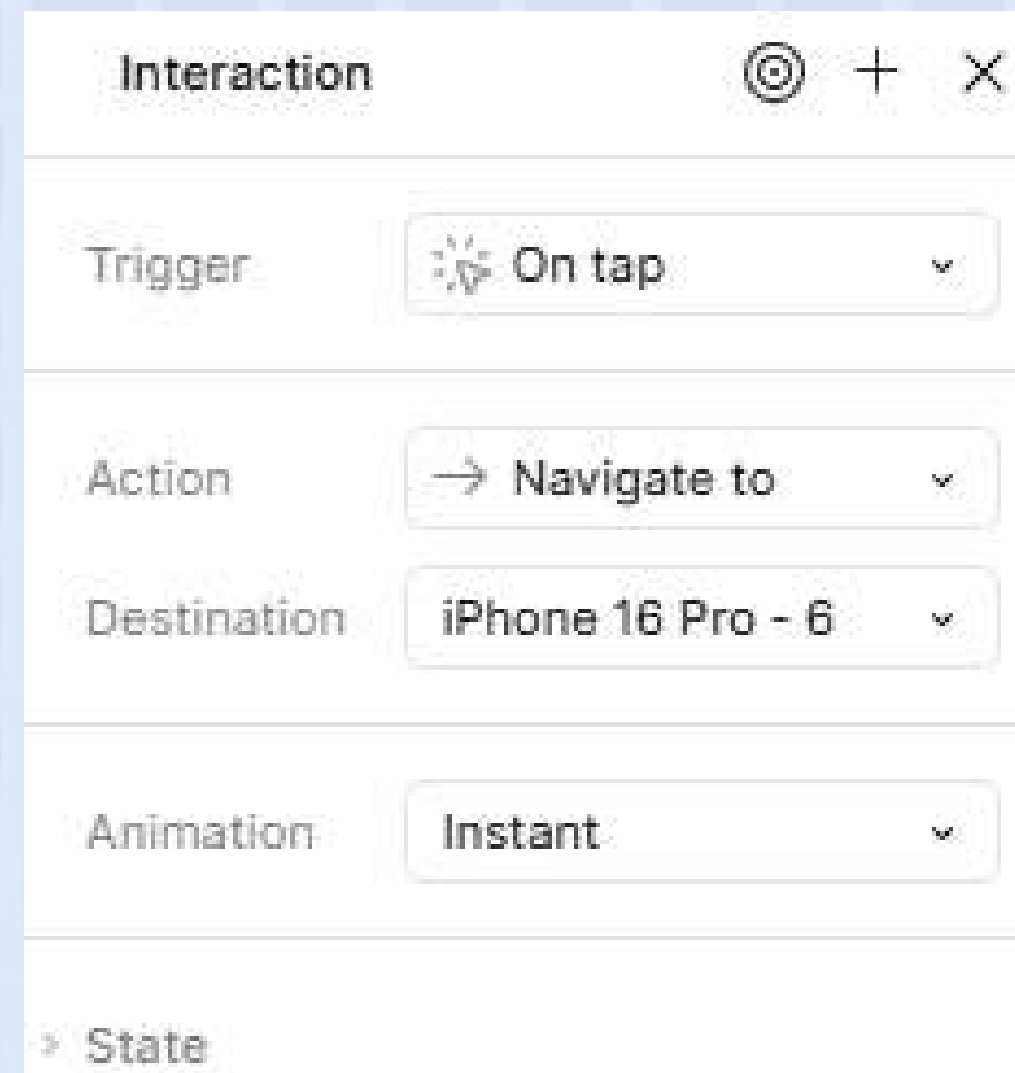 Interaction
Trigger On tap
Action Navigate to
Destination iPhone 16 Pro - 6
Animation Instant
State